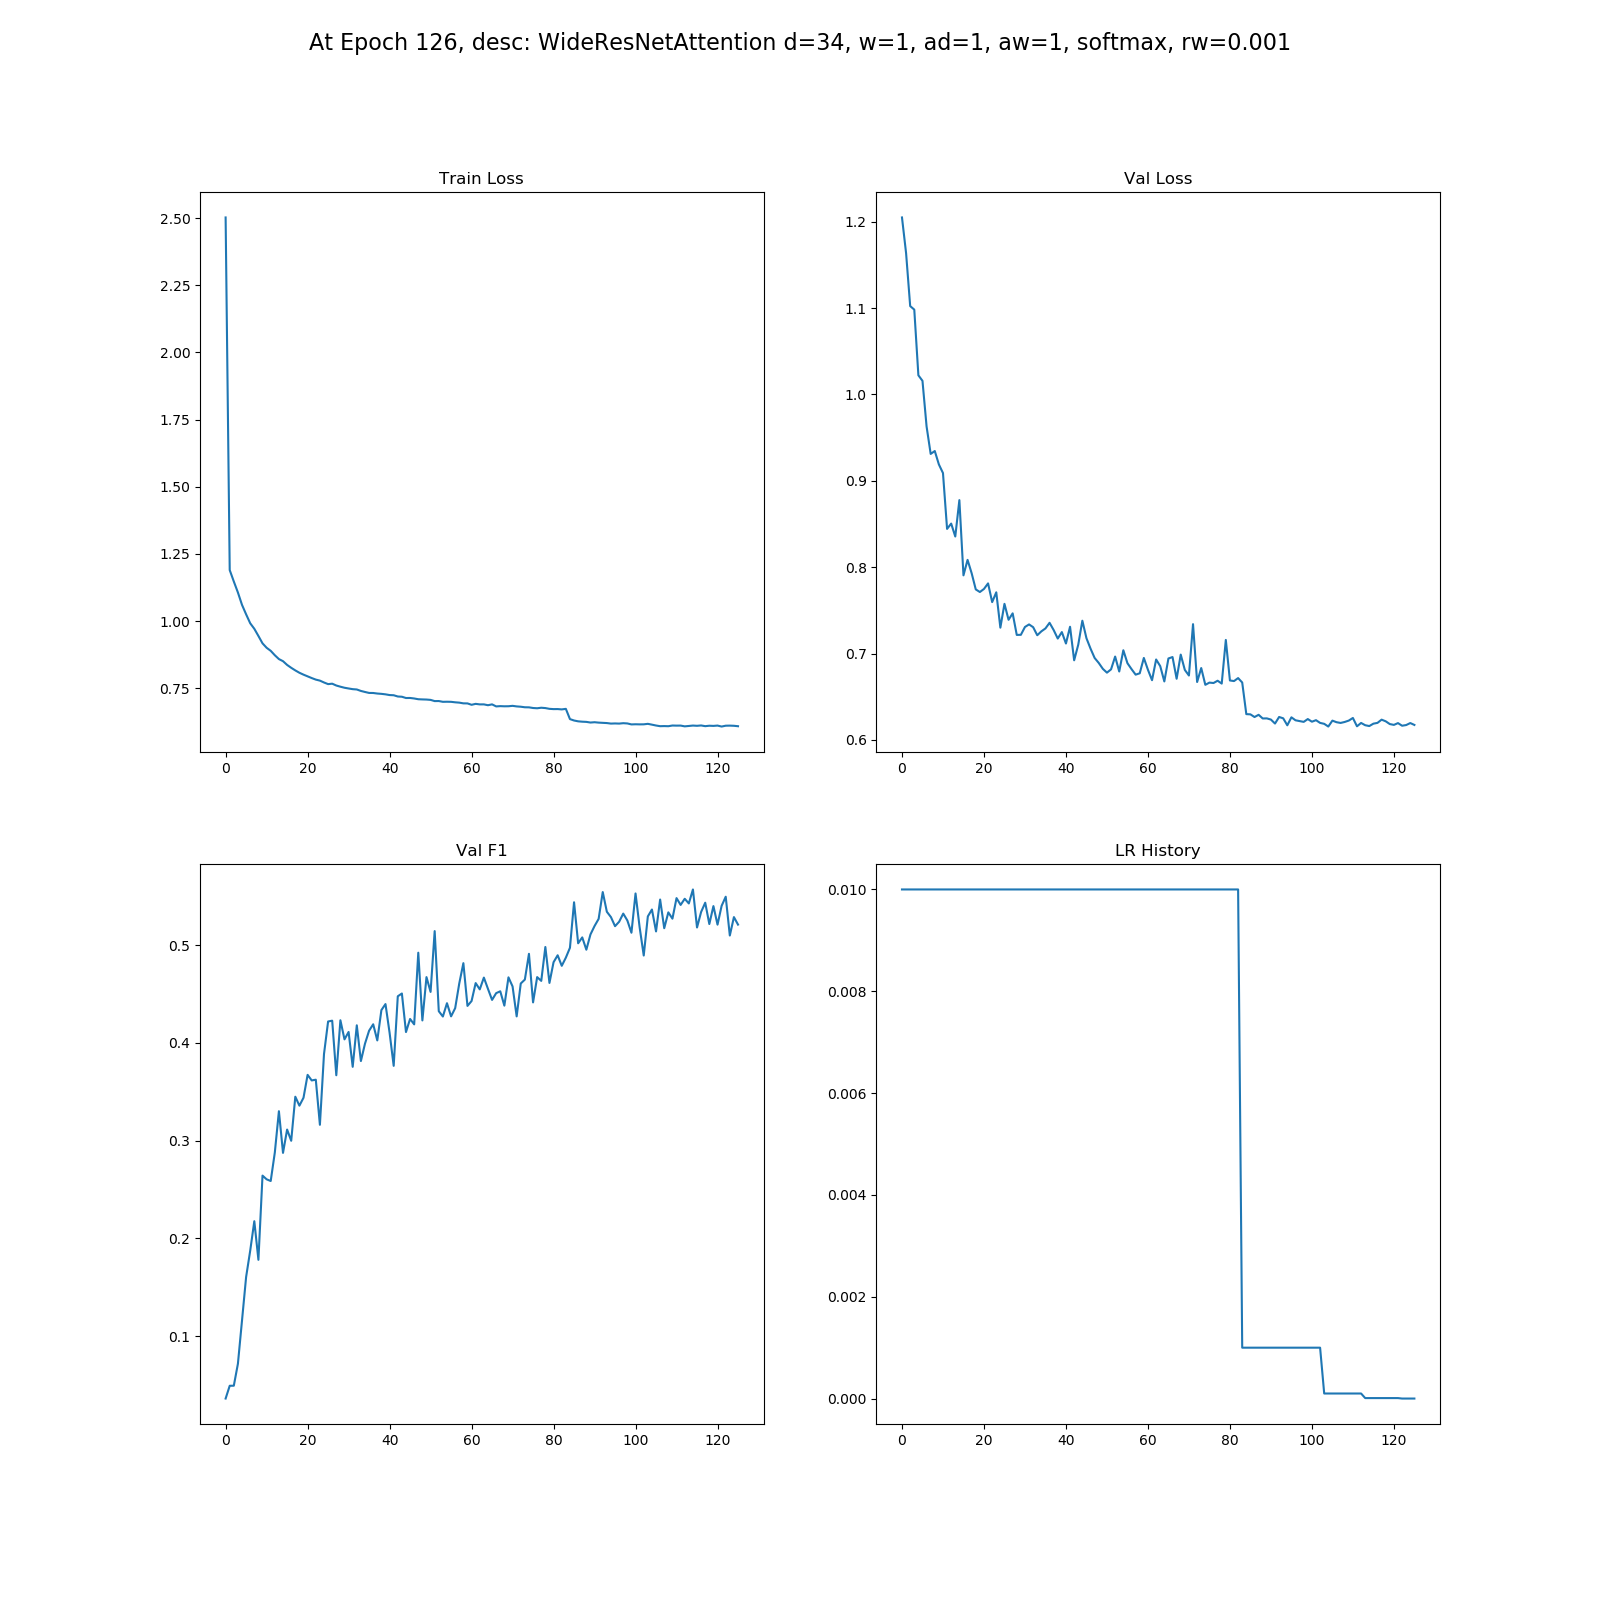 At Epoch 126, desc: WideResNetAttention d=34, w=1, ad=1, aw=1, softmax, rw=0.001
Train Loss
2.50
2.25
2.00
1.75
1.50
1.25
1.00
0.75
0 20 40 60 80 100 120
Val Loss
1.2
1.1
1.0
0.9
0.8
0.7
0.6
0 20 40 60 80 100 120
Val F1
0.5
0.4
0.3
0.2
0.1
0 20 40 60 80 100 120
LR History
0.010
0.008
0.006
0.004
0.002
0.000
0 20 40 60 80 100 120